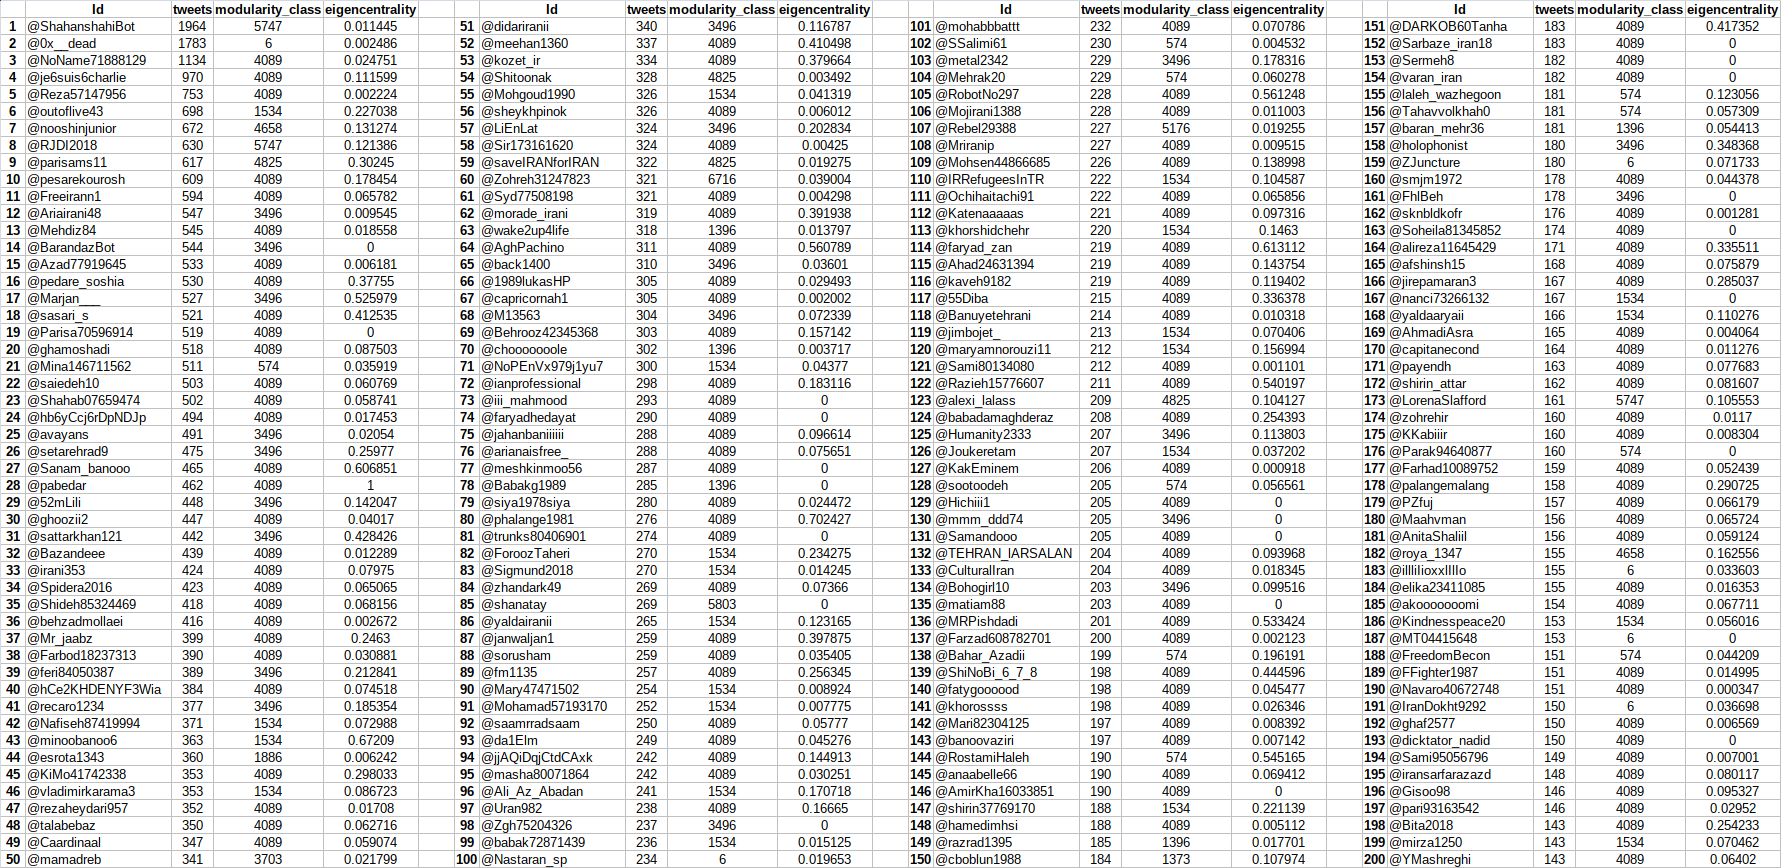 Id tweets modularity_class eigencentrality Id tweets modularity_class eigencentrality Id tweets modularity_class eigencentrality Id tweets modularity_class eigencentrality
1 @ShahanshahiBot 1964 5747 0.011445 51 @didariranii 340 3496 0.116787 101 @mohabbbattt 232 4089 0.070786 151 @DARKOB60Tanha 183 4089 0.417352
2 @0x__dead 1783 6 0.002486 52 @meehan1360 337 4089 0.410498 102 @SSalimi61 230 574 0.004532 152 @Sarbaze_iran18 183 4089 0
3 @NoName71888129 1134 4089 0.024751 53 @kozet_ir 334 4089 0.379664 103 @metal2342 229 3496 0.178316 153 @Sermeh8 182 4089 0
4 @je6suis6charlie 970 4089 0.111599 54 @Shitoonak 328 4825 0.003492 104 @Mehrak20 229 574 0.060278 154 @varan_iran 182 4089 0
5 @Reza57147956 753 4089 0.002224 55 @Mohgoud1990 326 1534 0.041319 105 @RobotNo297 228 4089 0.561248 155 @laleh_wazhegoon 181 574 0.123056
6 @outoflive43 698 1534 0.227038 56 @sheykhpinok 326 4089 0.006012 106 @Mojirani1388 228 4089 0.011003 156 @Tahavvolkhah0 181 574 0.057309
7 @nooshinjunior 672 4658 0.131274 57 @LiEnLat 324 3496 0.202834 107 @Rebel29388 227 5176 0.019255 157 @baran_mehr36 181 1396 0.054413
8 @RJDI2018 630 5747 0.121386 58 @Sir173161620 324 4089 0.00425 108 @Mriranip 227 4089 0.009515 158 @holophonist 180 3496 0.348368
9 @parisams11 617 4825 0.30245 59 @saveIRANforIRAN 322 4825 0.019275 109 @Mohsen44866685 226 4089 0.138998 159 @ZJuncture 180 6 0.071733
10 @pesarekourosh 609 4089 0.178454 60 @Zohreh31247823 321 6716 0.039004 110 @IRRefugeesInTR 222 1534 0.104587 160 @smjm1972 178 4089 0.044378
11 @Freeirann1 594 4089 0.065782 61 @Syd77508198 321 4089 0.004298 111 @Ochihaitachi91 222 4089 0.065856 161 @FhlBeh 178 3496 0
12 @Ariairani48 547 3496 0.009545 62 @morade_irani 319 4089 0.391938 112 @Katenaaaaas 221 4089 0.097316 162 @sknbldkofr 176 4089 0.001281
13 @Mehdiz84 545 4089 0.018558 63 @wake2up4life 318 1396 0.013797 113 @khorshidchehr 220 1534 0.1463 163 @Soheila81345852 174 4089 0
14 @BarandazBot 544 3496 0 64 @AghPachino 311 4089 0.560789 114 @faryad_zan 219 4089 0.613112 164 @alireza11645429 171 4089 0.335511
15 @Azad77919645 533 4089 0.006181 65 @back1400 310 3496 0.03601 115 @Ahad24631394 219 4089 0.143754 165 @afshinsh15 168 4089 0.075879
16 @pedare_soshia 530 4089 0.37755 66 @1989lukasHP 305 4089 0.029493 116 @kaveh9182 219 4089 0.119402 166 @jirepamaran3 167 4089 0.285037
17 @Marjan___ 527 3496 0.525979 67 @capricornah1 305 4089 0.002002 117 @55Diba 215 4089 0.336378 167 @nanci73266132 167 1534 0
18 @sasari_s 521 4089 0.412535 68 @M13563 304 3496 0.072339 118 @Banuyetehrani 214 4089 0.010318 168 @yaldaaryaii 166 1534 0.110276
19 @Parisa70596914 519 4089 0 69 @Behrooz42345368 303 4089 0.157142 119 @jimbojet_ 213 1534 0.070406 169 @AhmadiAsra 165 4089 0.004064
20 @ghamoshadi 518 4089 0.087503 70 @chooooooole 302 1396 0.003717 120 @maryamnorouzi11 212 1534 0.156994 170 @capitanecond 164 4089 0.011276
21 @Mina146711562 511 574 0.035919 71 @NoPEnVx979j1yu7 300 1534 0.04377 121 @Sami80134080 212 4089 0.001101 171 @payendh 163 4089 0.077683
22 @saiedeh10 503 4089 0.060769 72 @ianprofessional 298 4089 0.183116 122 @Razieh15776607 211 4089 0.540197 172 @shirin_attar 162 4089 0.081607
23 @Shahab07659474 502 4089 0.058741 73 @iii_mahmood 293 4089 0 123 @alexi_lalass 209 4825 0.104127 173 @LorenaSlafford 161 5747 0.105553
24 @hb6yCcj6rDpNDJp 494 4089 0.017453 74 @faryadhedayat 290 4089 0 124 @babadamaghderaz 208 4089 0.254393 174 @zohrehir 160 4089 0.0117
25 @avayans 491 3496 0.02054 75 @jahanbaniiiiii 288 4089 0.096614 125 @Humanity2333 207 3496 0.113803 175 @KKabiiir 160 4089 0.008304
26 @setarehrad9 475 3496 0.25977 76 @arianaisfree_ 288 4089 0.075651 126 @Joukeretam 207 1534 0.037202 176 @Parak94640877 160 574 0
27 @Sanam_banooo 465 4089 0.606851 77 @meshkinmoo56 287 4089 0 127 @KakEminem 206 4089 0.000918 177 @Farhad10089752 159 4089 0.052439
28 @pabedar 462 4089 1 78 @Babakg1989 285 1396 0 128 @sootoodeh 205 574 0.056561 178 @palangemalang 158 4089 0.290725
29 @52mLili 448 3496 0.142047 79 @siya1978siya 280 4089 0.024472 129 @Hichiii1 205 4089 0 179 @PZfuj 157 4089 0.066179
30 @ghoozii2 447 4089 0.04017 80 @phalange1981 276 4089 0.702427 130 @mmm_ddd74 205 3496 0 180 @Maahvman 156 4089 0.065724
31 @sattarkhan121 442 3496 0.428426 81 @trunks80406901 274 4089 0 131 @Samandooo 205 4089 0 181 @AnitaShaliil 156 4089 0.059124
32 @Bazandeee 439 4089 0.012289 82 @ForoozTaheri 270 1534 0.234275 132 @TEHRAN_IARSALAN 204 4089 0.093968 182 @roya_1347 155 4658 0.162556
33 @irani353 424 4089 0.07975 83 @Sigmund2018 270 1534 0.014245 133 @CulturalIran 204 4089 0.018345 183 155 6 0.033603
34 @Spidera2016 423 4089 0.065065 84 @zhandark49 269 4089 0.07366 134 @Bohogirl10 203 3496 0.099516 184 @elika23411085 155 4089 0.016353
35 @Shideh85324469 418 4089 0.068156 85 @shanatay 269 5803 0 135 @matiam88 203 4089 0 185 @akooooooomi 154 4089 0.067711
36 @behzadmollaei 416 4089 0.002672 86 @yaldairanii 265 1534 0.123165 136 @MRPishdadi 201 4089 0.533424 186 @Kindnesspeace20 153 1534 0.056016
37 @Mr_jaabz 399 4089 0.2463 87 @janwaljan1 259 4089 0.397875 137 @Farzad608782701 200 4089 0.002123 187 @MT04415648 153 6 0
38 @Farbod18237313 390 4089 0.030881 88 @sorusham 259 4089 0.035405 138 @Bahar_Azadii 199 574 0.196191 188 @FreedomBecon 151 574 0.044209
39 @feri84050387 389 3496 0.212841 89 @fm1135 257 4089 0.256345 139 @ShiNoBi_6_7_8 198 4089 0.444596 189 @FFighter1987 151 4089 0.014995
40 @hCe2KHDENYF3Wia 384 4089 0.074518 90 @Mary47471502 254 1534 0.008924 140 @fatygoooood 198 4089 0.045477 190 @Navaro40672748 151 4089 0.000347
41 @recaro1234 377 3496 0.185354 91 @Mohamad57193170 252 1534 0.007775 141 @khorossss 198 4089 0.026346 191 @IranDokht9292 150 6 0.036698
42 @Nafiseh87419994 371 1534 0.072988 92 @saamrradsaam 250 4089 0.05777 142 @Mari82304125 197 4089 0.008392 192 @ghaf2577 150 4089 0.006569
43 @minoobanoo6 363 1534 0.67209 93 @da1Elm 249 4089 0.045276 143 @banoovaziri 197 4089 0.007142 193 @dicktator_nadid 150 4089 0
44 @esrota1343 360 1886 0.006242 94 @jjAQiDqjCtdCAxk 242 4089 0.144913 144 @RostamiHaleh 190 574 0.545165 194 @Sami95056796 149 4089 0.007001
45 @KiMo41742338 353 4089 0.298033 95 @masha80071864 242 4089 0.030251 145 @anaabelle66 190 4089 0.069412 195 @iransarfarazazd 148 4089 0.080117
46 @vladimirkarama3 353 1534 0.086723 96 @Ali_Az_Abadan 241 1534 0.170718 146 @AmirKha16033851 190 4089 0 196 @Gisoo98 146 4089 0.095327
47 @rezaheydari957 352 4089 0.01708 97 @Uran982 238 4089 0.16665 147 @shirin37769170 188 1534 0.221139 197 @pari93163542 146 4089 0.02952
48 @talabebaz 350 4089 0.062716 98 @Zgh75204326 237 3496 0 148 @hamedimhsi 188 4089 0.005112 198 @Bita2018 143 4089 0.254233
49 @Caardinaal 347 4089 0.059074 99 @babak72871439 236 1534 0.015125 149 @razrad1395 185 1396 0.079404 199 @mirza1250 143 1534 0.070462
50 @mamadreb 341 3703 0.021799 100 @Nastaran_sp 234 6 0.019653 150 @cboblun1988 184 1373 0.107974 200 @YMashreghi 143 4089 0.06402